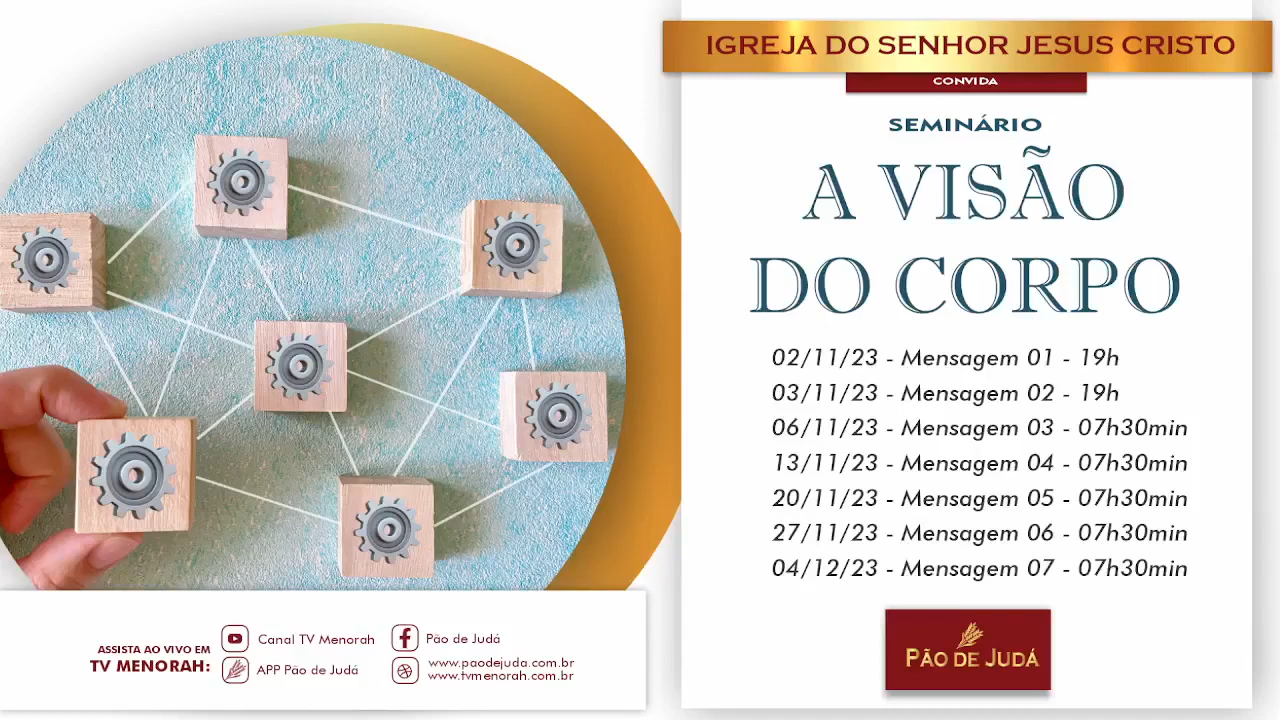 IGREJA DO SENHOR JESUS CRISTO
CONVIDA
SEMINÁRIO
A VISÃO
DO CORPO
02/11/23 - Mensagem 01 - 19h
03/11/23 - Mensagem 02 - 19h
06/11/23 - Mensagem 03 - 07h30min
13/11/23 - Mensagem 04 - 07h30min
20/11/23 - Mensagem 05 - 07h30min
27/11/23 - Mensagem 06 - 07h30min
04/12/23 - Mensagem 07 - 07h30min
PÃO DE JUDÁ
ASSISTA AO VIVO EM
TV MENORAH:
Canal TV Menorah
APP Pão de Judá
Pão de Judá
www.paodejuda.com.br
www.tvmenorah.com.br